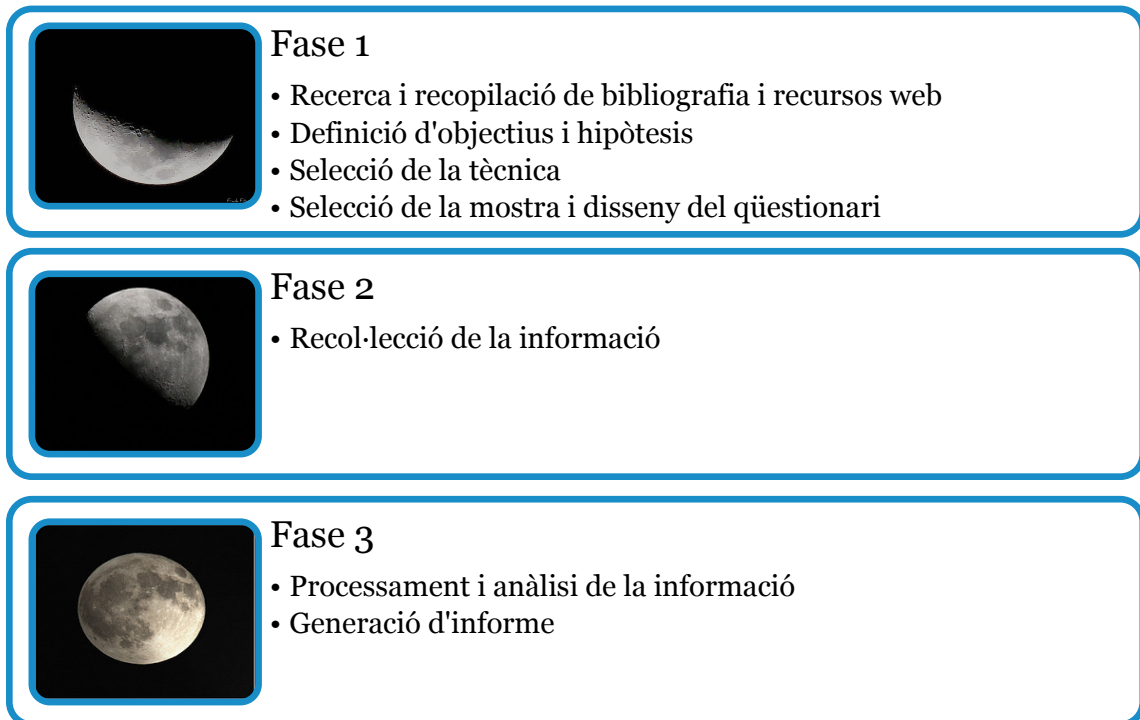 Fase 1
• Recerca i recopilació de bibliografia i recursos web
• Definició d'objectius i hipòtesis
• Selecció de la tècnica
• Selecció de la mostra i disseny del qüestionari
Fase 2
• Recol·lecció de la informació
Fase 3
• Processament i anàlisi de la informació
• Generació d'informe